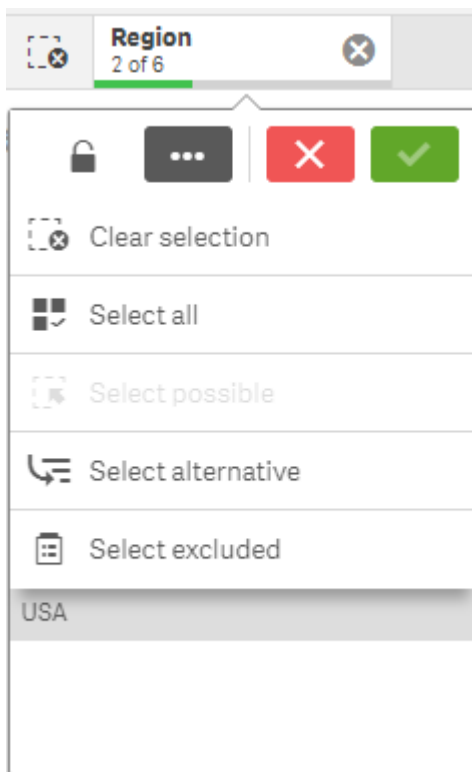 Region
2 of 6
Clear selection
Select all
Select possible
Select alternative
Select excluded
USA